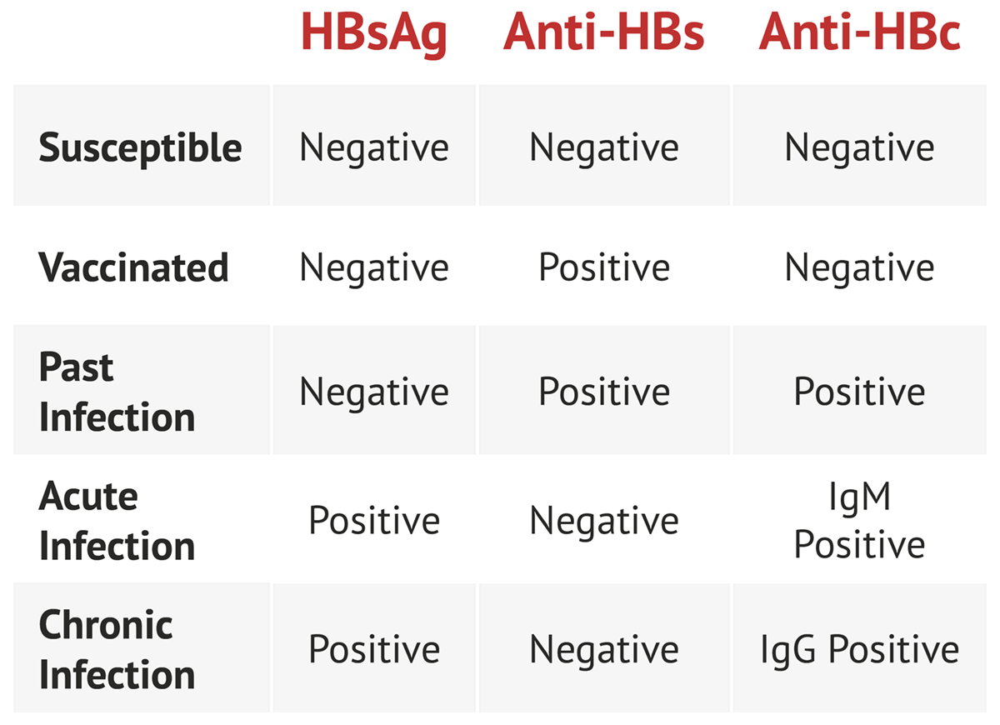 HBsAg Anti-HBs Anti-HBc
Susceptible Negative Negative Negative
Vaccinated Negative Positive Negative
Past
Infection Negative Positive Positive
Acute
Infection Positive Negative IgM
Positive
Chronic
Infection Positive Negative IgG Positive